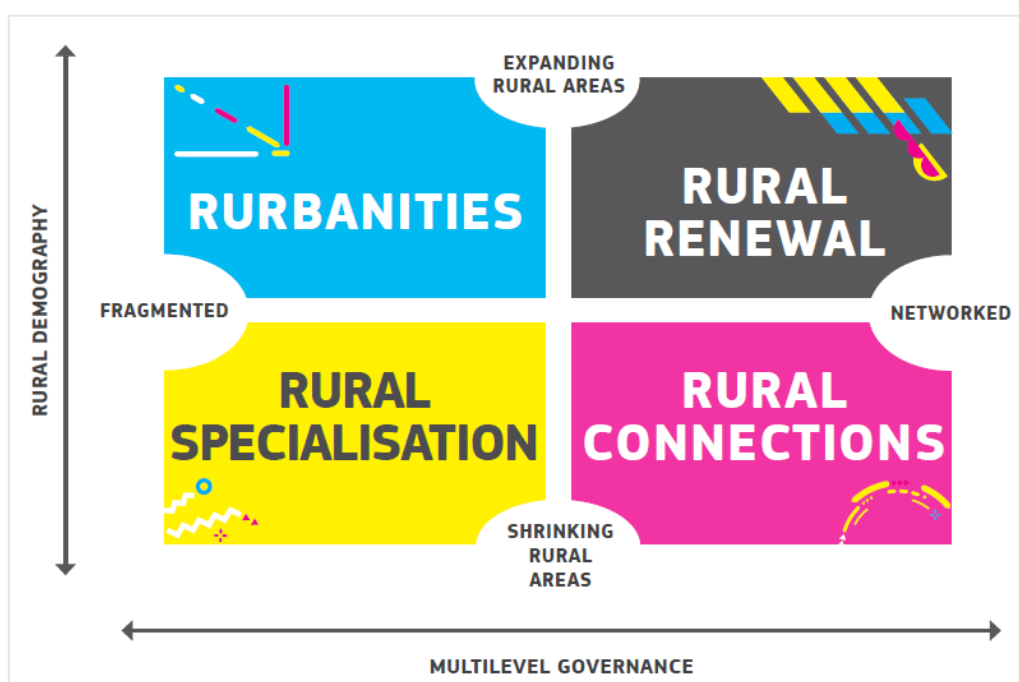 EXPANDING
RURAL AREAS
RURBANITIES
RURAL
RENEWAL
RURAL DEMOGRAPHY
FRAGMENTED
NETWORKED
RURAL
SPECIALISATION
RURAL
CONNECTIONS
SHRINKING
RURAL
AREAS
MULTILEVEL GOVERNANCE